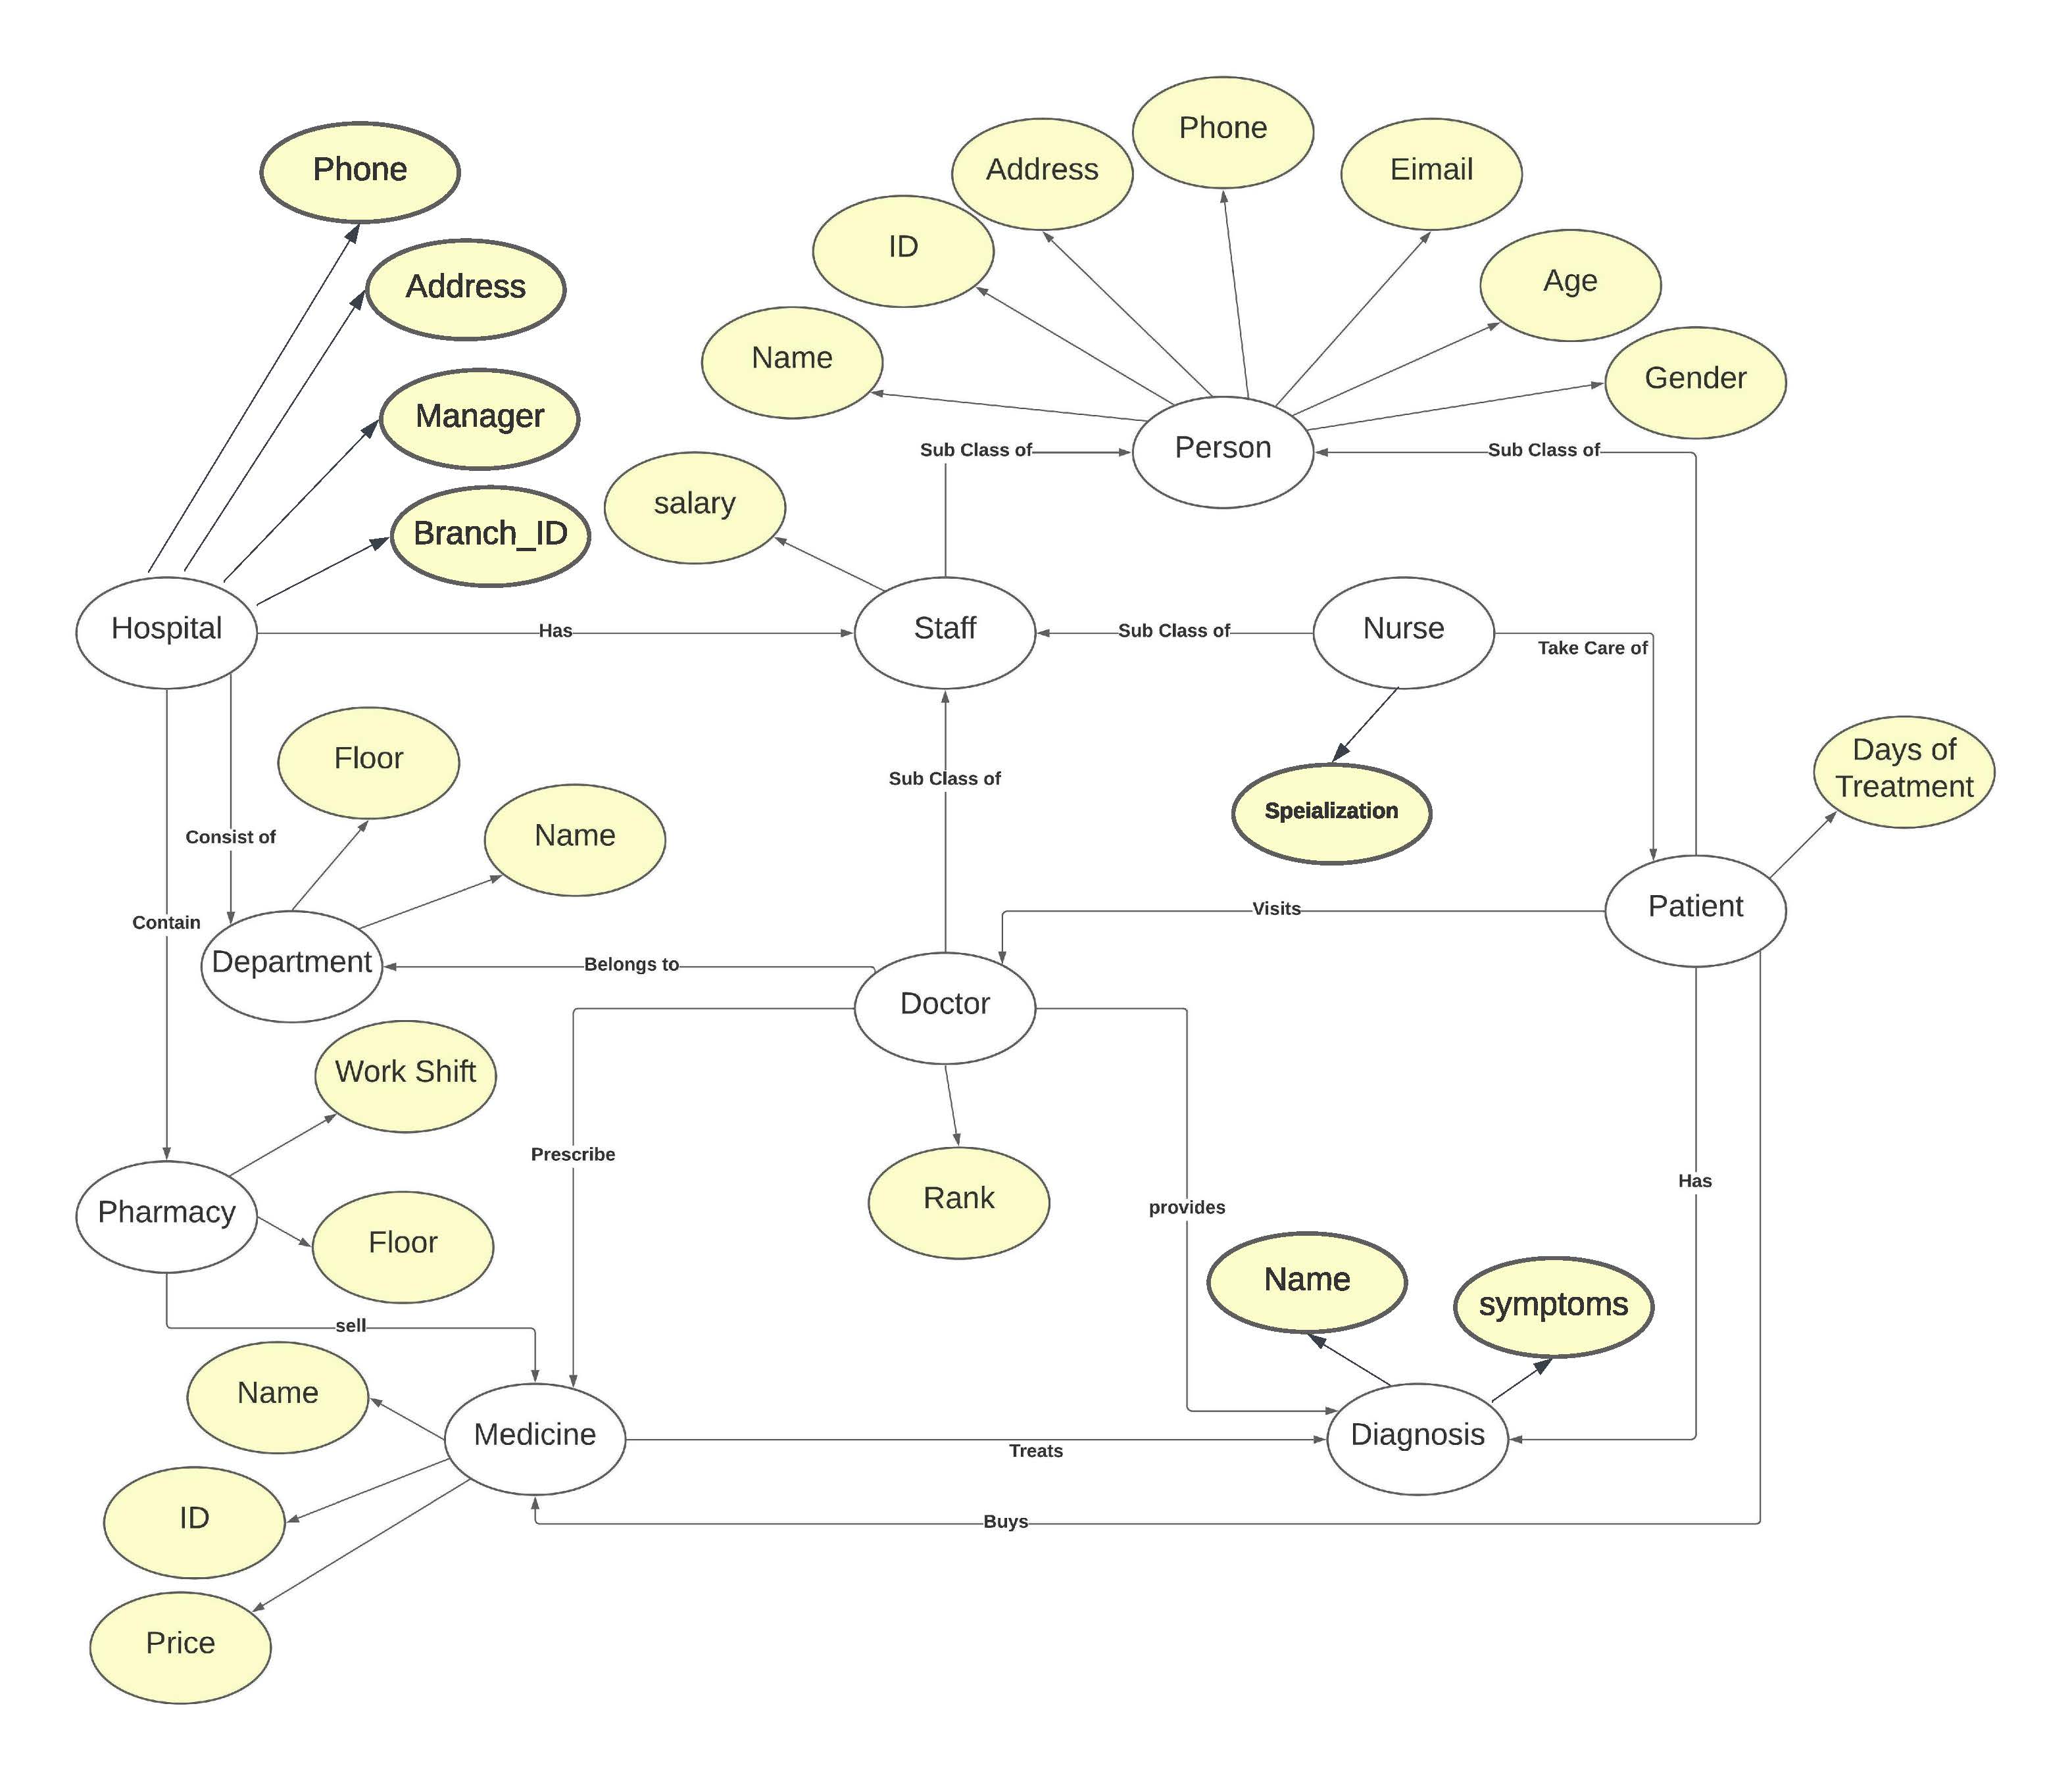 Phone
Address
Phone
Eimail
ID
Address
Age
Name
Gender
Manager
Sub Class of
Person
Sub Class of
salary
Branch_ID
Hospital
Has
Staff
Sub Class of
Nurse
Take Care of
Floor
Sub Class of
Speialization
Days of
Treatment
Name
Consist of
Contain
Patient
Visits
Department
Belongs to
Doctor
Work Shift
Prescribe
Rank
Has
provides
Pharmacy
Floor
Name
symptoms
sell
Name
Medicine
Treats
Diagnosis
ID
Buys
Price